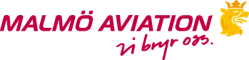 MALMÖ AVIATION
vi bryr oss.